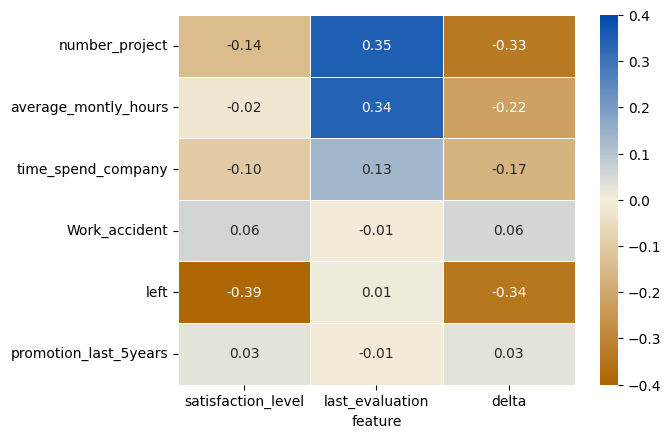 number_project -0.14 0.35 -0.33
average_montly_hours -0.02 0.34 -0.22
time_spend_company -0.10 0.13 -0.17
Work_accident 0.06 -0.01 0.06
left -0.39 0.01 -0.34
promotion_last_5years 0.03 -0.01 0.03
satisfaction_level last_evaluation delta
feature
0.4
0.3
0.2
0.1
0.0
−0.1
−0.2
−0.3
−0.4